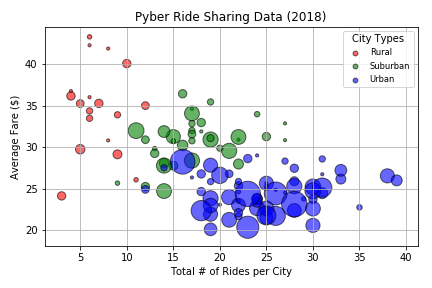 Pyber Ride Sharing Data (2018)
City Types
Rural
Suburban
Urban
Average Fare ($)
40
35
30
25
20
5
10
15
20
25
30
35
40
Total # of Rides per City